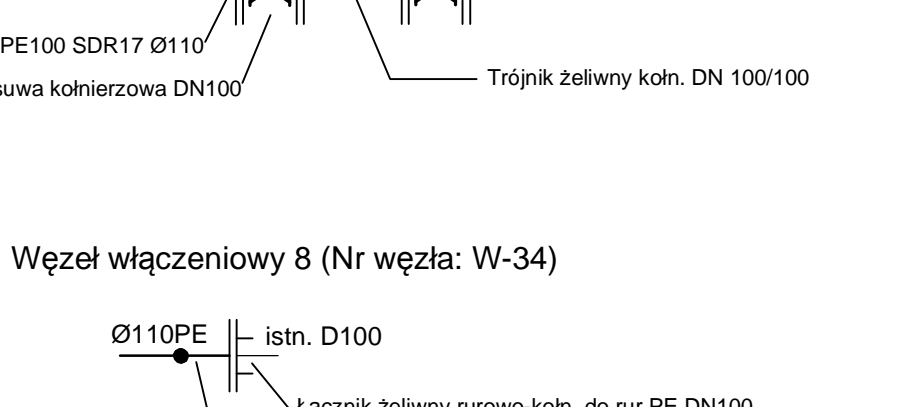 PE100 SDR17 Ø110
kołnierzowa DN100
Trójnik żeliwny kołn. DN 100/100
Węzeł włączeniowy 8 (Nr węzła: W-34)
Ø110PE
istn. D100
Łącznik żeliwny rurowo-kołn. do rur PE DN100